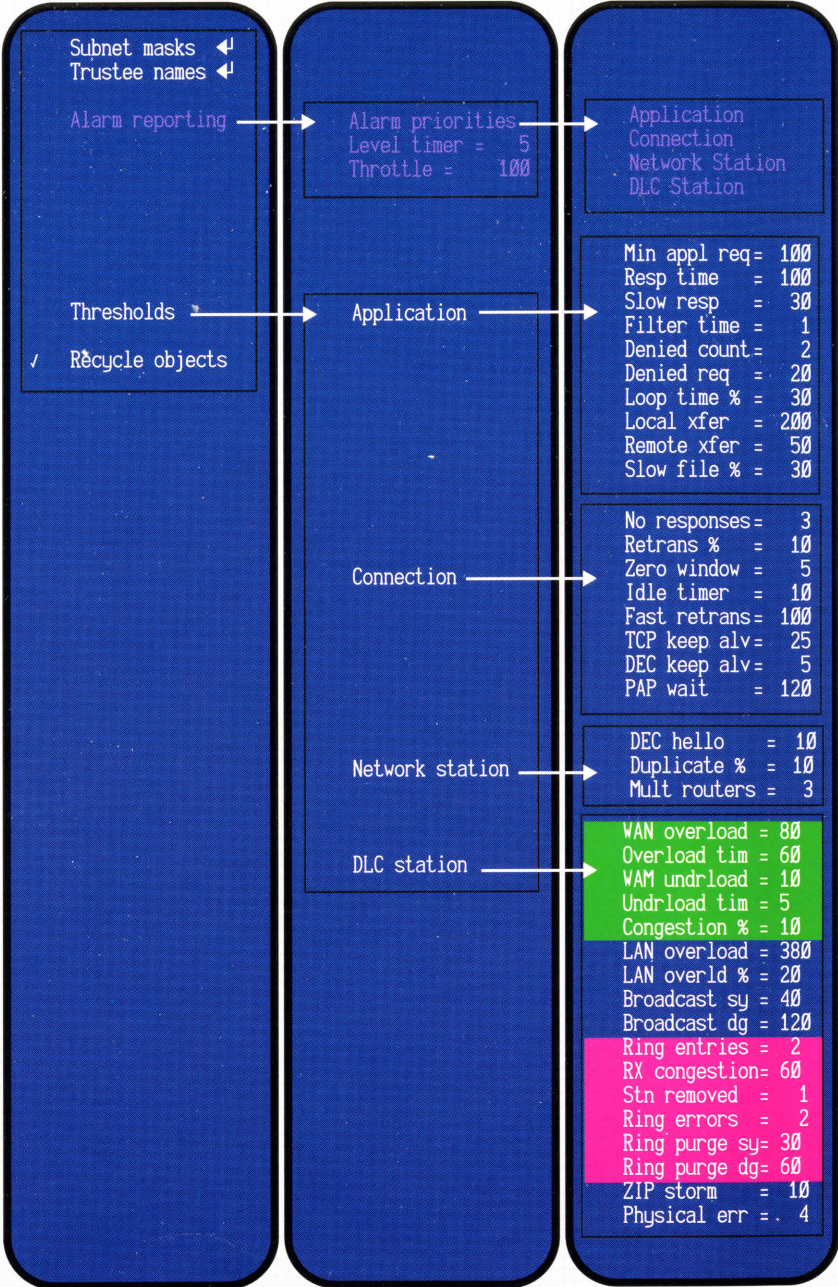 Subnet masks ↵
Trustee names ↵
Alarm reporting
Thresholds
√ Recycle objects
Alarm priorities
Level timer = 5
Throttle = 100
Application
Connection
Network station
DLC station
Application
Connection
Network Station
DLC Station
Min appl req= 100
Resp time = 100
Slow resp = 30
Filter time = 1
Denied count= 2
Denied req = 20
Loop time % = 30
Local xfer = 200
Remote xfer = 50
Slow file % = 30
No responses= 3
Retrans % = 10
Zero window = 5
Idle timer = 10
Fast retrans= 100
TCP keep alv= 25
DEC keep alv= 5
PAP wait = 120
DEC hello = 10
Duplicate % = 10
Mult routers = 3
WAN overload = 80
Overload tim = 60
WAM undrload = 10
Undrload tim = 5
Congestion % = 10
LAN overload = 380
LAN overld % = 20
Broadcast sy = 40
Broadcast dg = 120
Ring entries = 2
RX congestion= 60
Stn removed = 1
Ring errors = 2
Ring purge sy= 30
Ring purge dg= 60
ZIP storm = 10
Physical err = 4